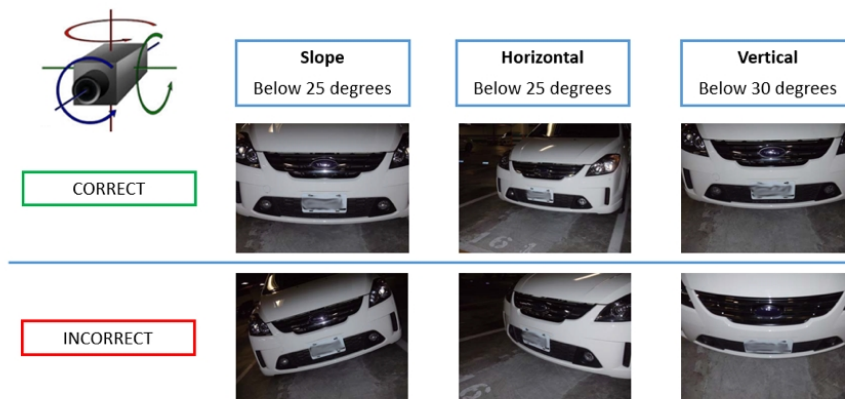 Slope
Below 25 degrees
Horizontal
Below 25 degrees
Vertical
Below 30 degrees
CORRECT
INCORRECT